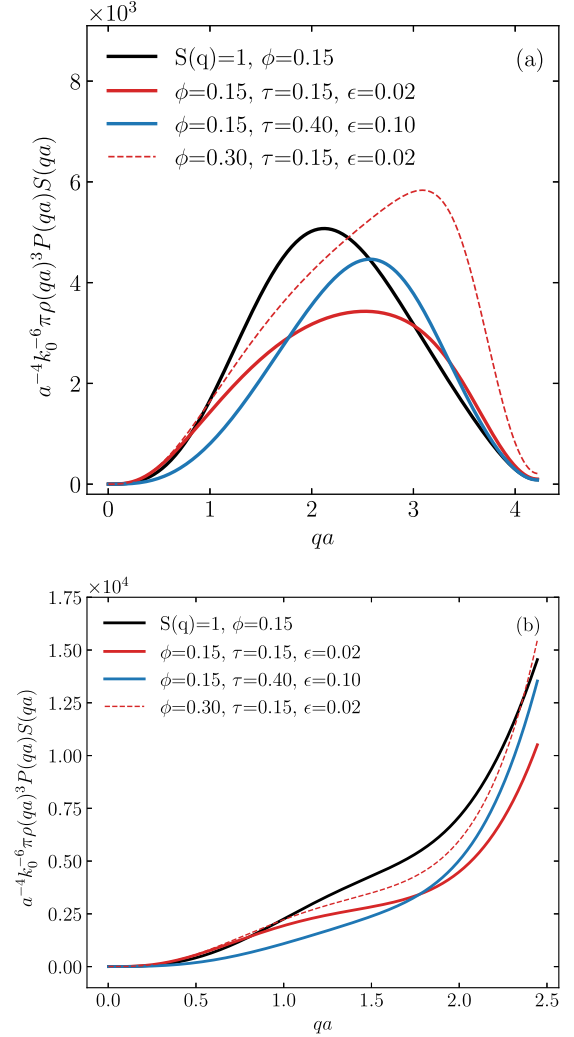 ×10³
8
6
4
2
0
a⁻⁴k₀⁻⁶πρ(qa)³P(qa)S(qa)
S(q)=1, ϕ=0.15
ϕ=0.15, τ=0.15, ϵ=0.02
ϕ=0.15, τ=0.40, ϵ=0.10
ϕ=0.30, τ=0.15, ϵ=0.02
(a)
0 1 2 3 4
qa
×10⁴
1.75
1.50
1.25
1.00
0.75
0.50
0.25
0.00
a⁻⁴k₀⁻⁶πρ(qa)³P(qa)S(qa)
S(q)=1, ϕ=0.15
ϕ=0.15, τ=0.15, ϵ=0.02
ϕ=0.15, τ=0.40, ϵ=0.10
ϕ=0.30, τ=0.15, ϵ=0.02
(b)
0.0 0.5 1.0 1.5 2.0 2.5
qa